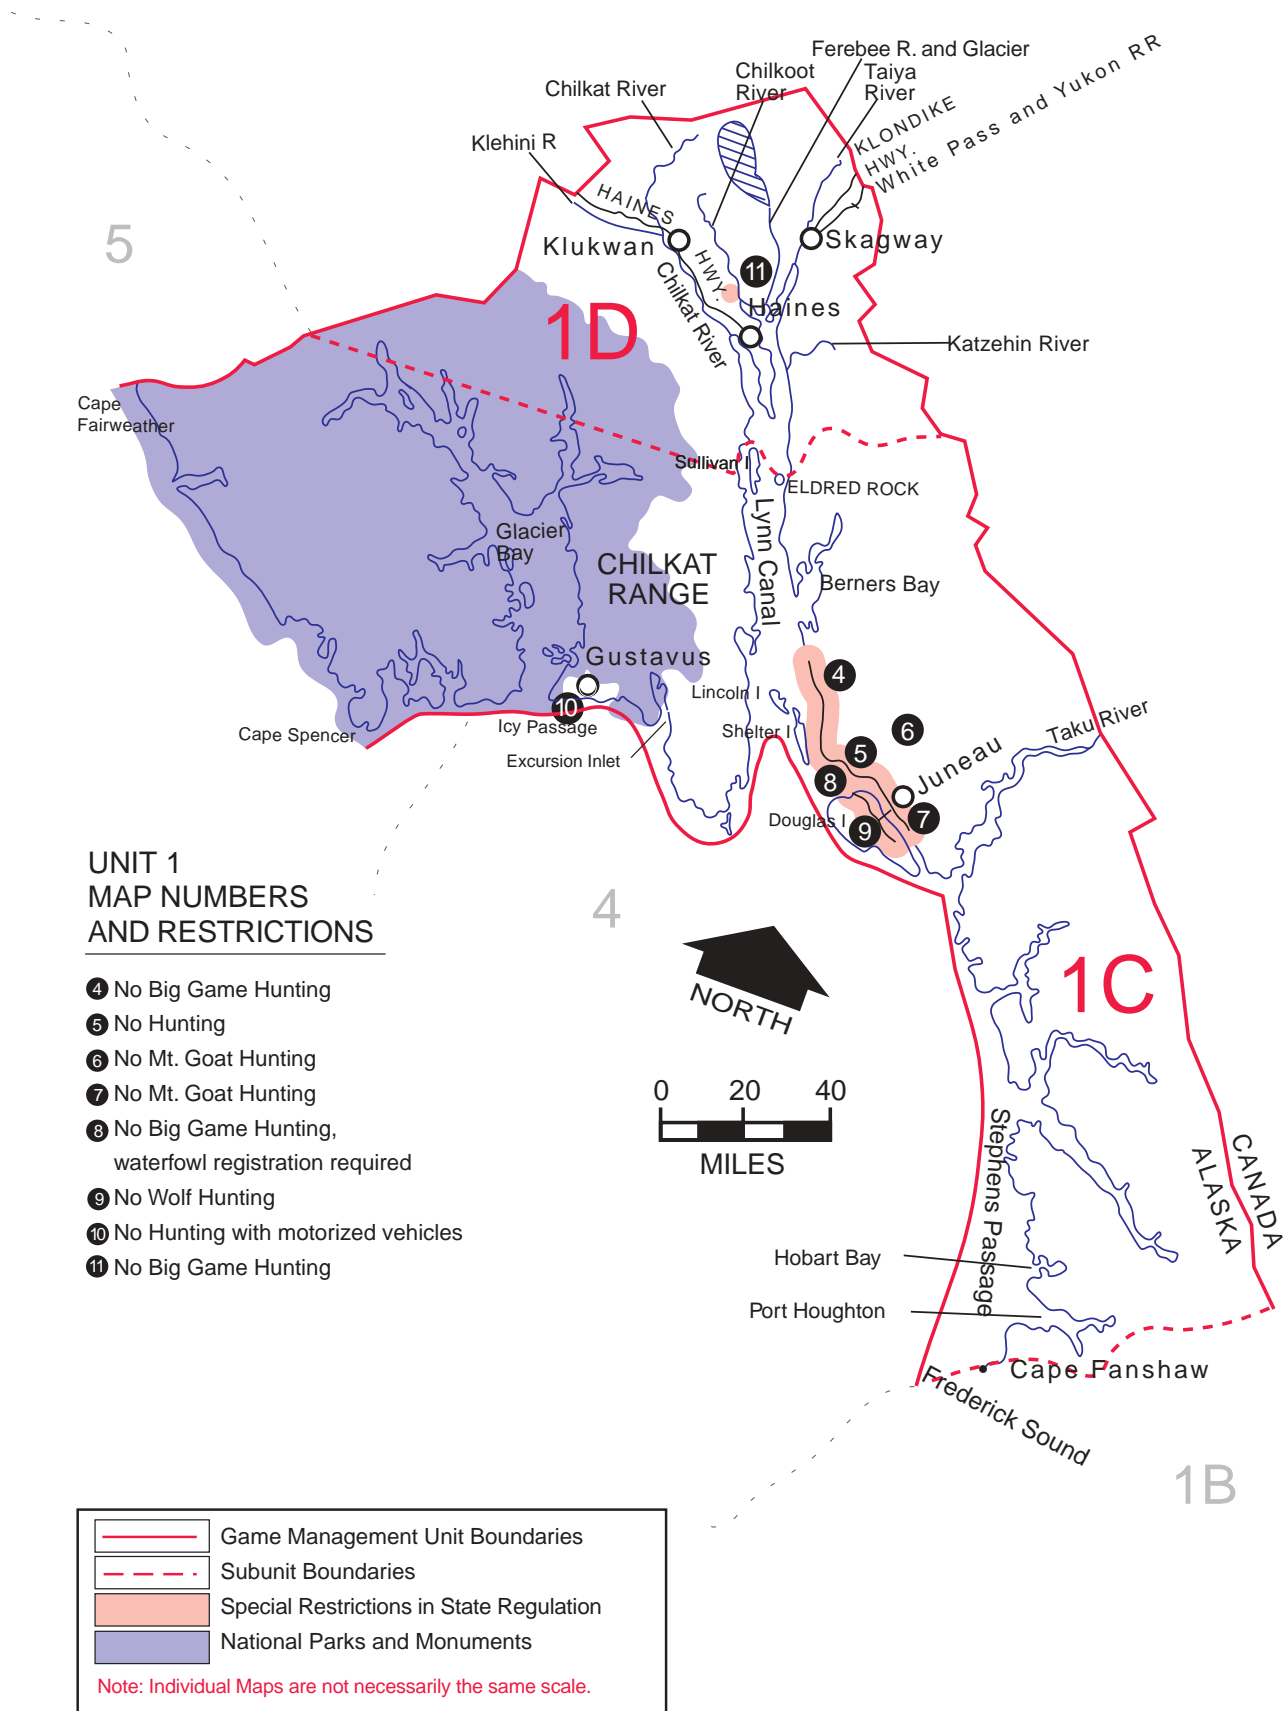 Ferebee R. and Glacier
Chilkoot
River
Taiya
River
Chilkat River
Klehini R
KLONDIKE
HWY.
White Pass and Yukon RR
HAINES
HWY.
5
Klukwan
Skagway
11
Chilkat River
Haines
1D
Katzehin River
Cape
Fairweather
Sullivan I
ELDRED ROCK
Lynn Canal
Glacier
Bay
CHILKAT
RANGE
Berners Bay
Gustavus
4
Lincoln I
10
Icy Passage
Shelter I
6
Taku River
Cape Spencer
Excursion Inlet
5
Juneau
8
Douglas I
9
7
UNIT 1
MAP NUMBERS
AND RESTRICTIONS
4 No Big Game Hunting
5 No Hunting
6 No Mt. Goat Hunting
7 No Mt. Goat Hunting
8 No Big Game Hunting,
waterfowl registration required
9 No Wolf Hunting
10 No Hunting with motorized vehicles
11 No Big Game Hunting
4
NORTH
1C
0 20 40
MILES
Stephens Passage
CANADA
ALASKA
Hobart Bay
Port Houghton
Cape Fanshaw
Frederick Sound
1B
Game Management Unit Boundaries
Subunit Boundaries
Special Restrictions in State Regulation
National Parks and Monuments
Note: Individual Maps are not necessarily the same scale.